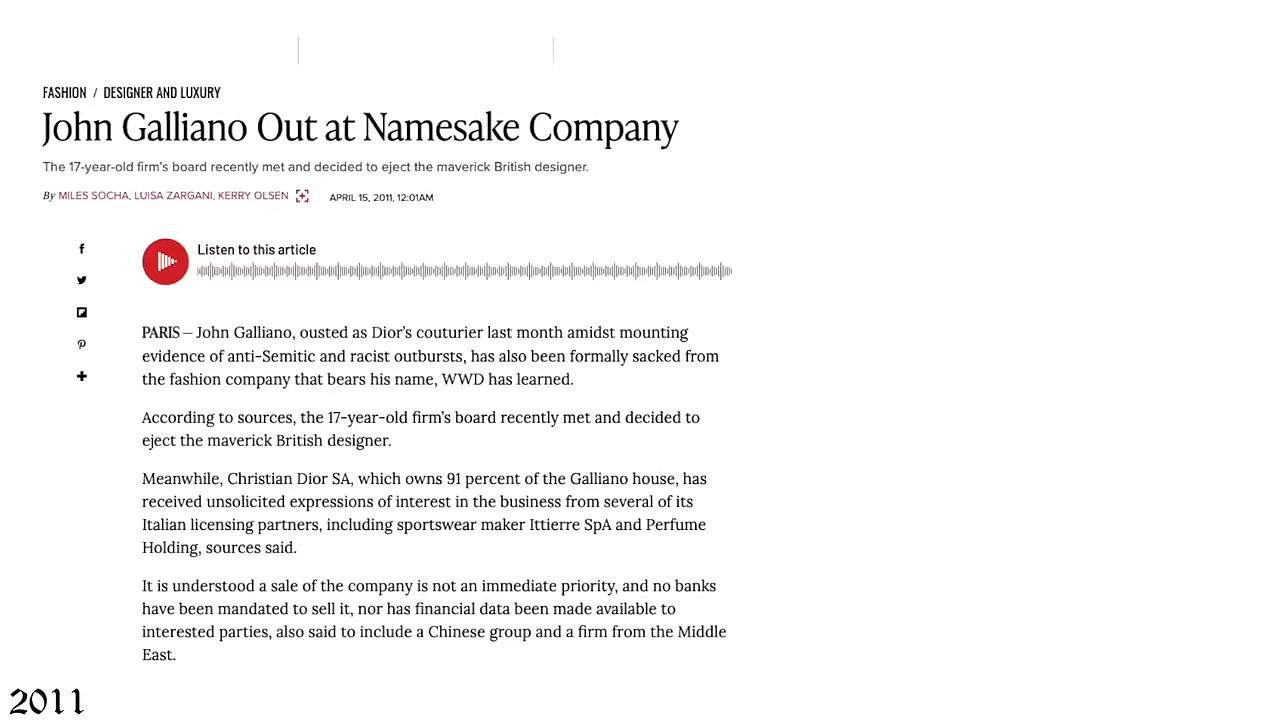 FASHION / DESIGNER AND LUXURY
John Galliano Out at Namesake Company
The 17-year-old firm's board recently met and decided to eject the maverick British designer.
By MILES SOCHA, LUISA ZARGANI, KERRY OLSEN APRIL 15, 2011, 12:01AM
Listen to this article
PARIS — John Galliano, ousted as Dior's couturier last month amidst mounting
evidence of anti-Semitic and racist outbursts, has also been formally sacked from
the fashion company that bears his name, WWD has learned.
According to sources, the 17-year-old firm's board recently met and decided to
eject the maverick British designer.
Meanwhile, Christian Dior SA, which owns 91 percent of the Galliano house, has
received unsolicited expressions of interest in the business from several of its
Italian licensing partners, including sportswear maker Ittierre SpA and Perfume
Holding, sources said.
It is understood a sale of the company is not an immediate priority, and no banks
have been mandated to sell it, nor has financial data been made available to
interested parties, also said to include a Chinese group and a firm from the Middle
East.
2011